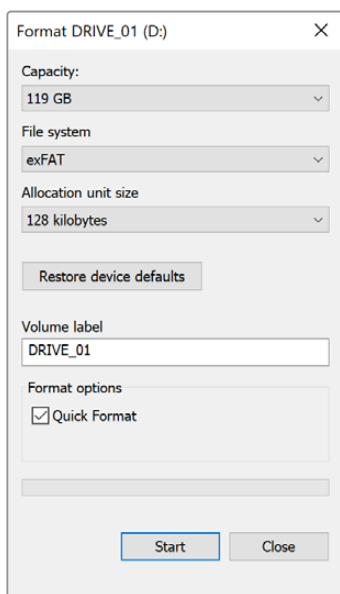 Format DRIVE_01 (D:)
Capacity:
119 GB
File system
exFAT
Allocation unit size
128 kilobytes
Restore device defaults
Volume label
DRIVE_01
Format options
Quick Format
Start Close